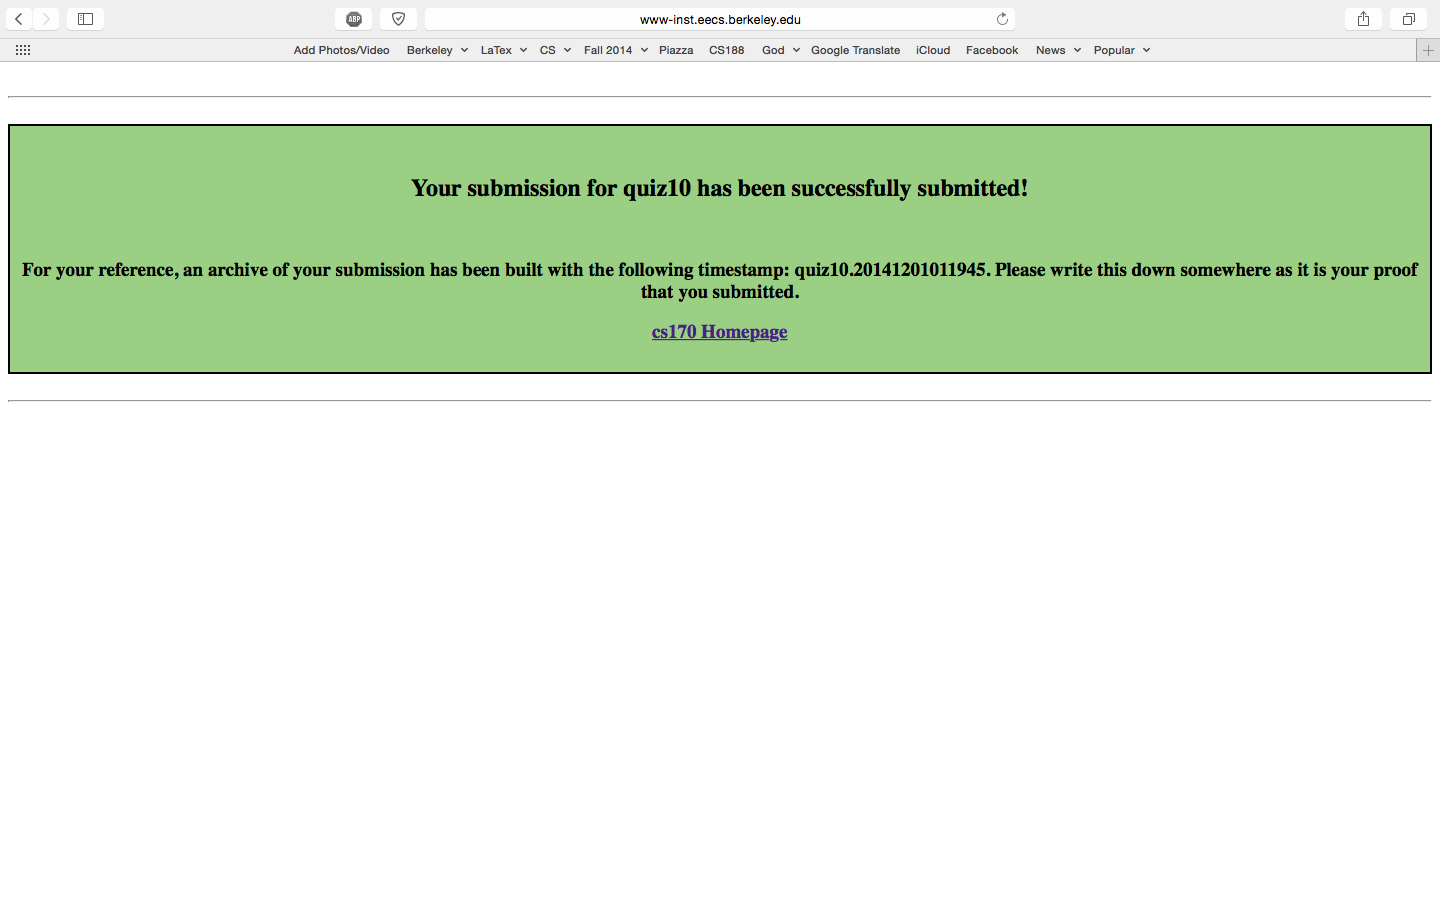 ABP www-inst.eecs.berkeley.edu
Add Photos/Video Berkeley LaTex CS Fall 2014 Piazza CS188 God Google Translate iCloud Facebook News Popular
Your submission for quiz10 has been successfully submitted!
For your reference, an archive of your submission has been built with the following timestamp: quiz10.20141201011945. Please write this down somewhere as it is your proof
that you submitted.
cs170 Homepage